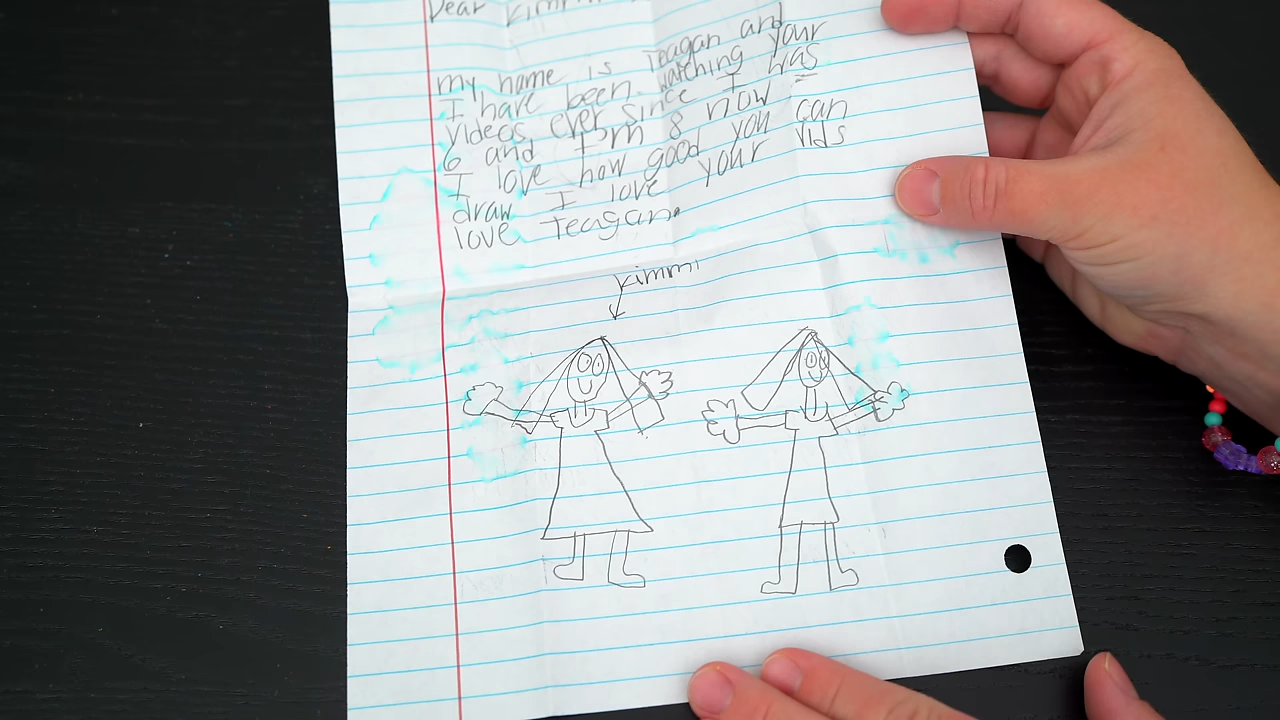 Dear Kimmi
my name is Teagan and
I have been watching your
videos ever since I was
6 and I'm 8 now
I love how good you can
draw I love your vids
love Teagan.
Kimmi